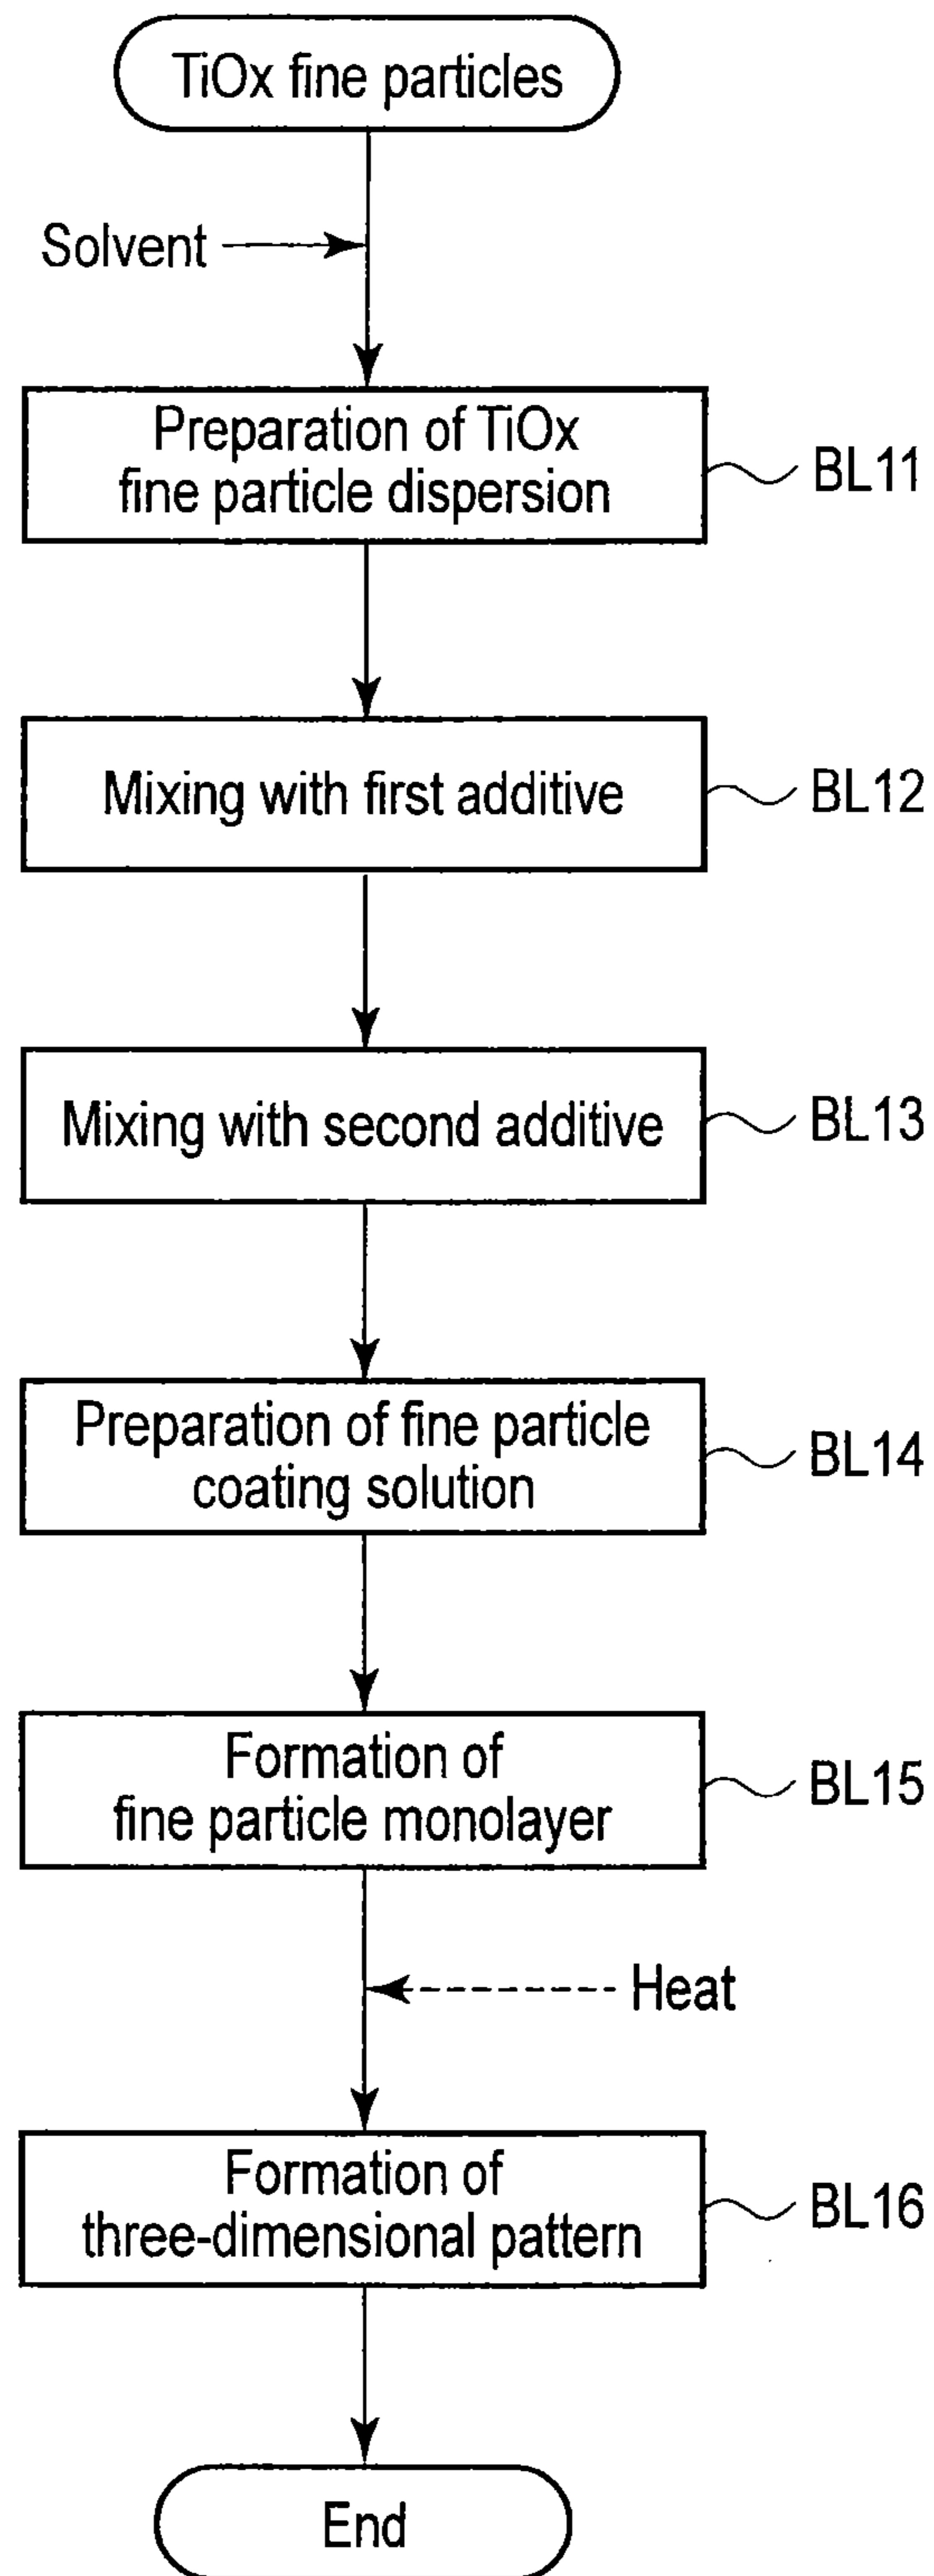 TiOx fine particles
Solvent
Preparation of TiOx
fine particle dispersion
BL11
Mixing with first additive
BL12
Mixing with second additive
BL13
Preparation of fine particle
coating solution
BL14
Formation of
fine particle monolayer
BL15
Heat
Formation of
three-dimensional pattern
BL16
End